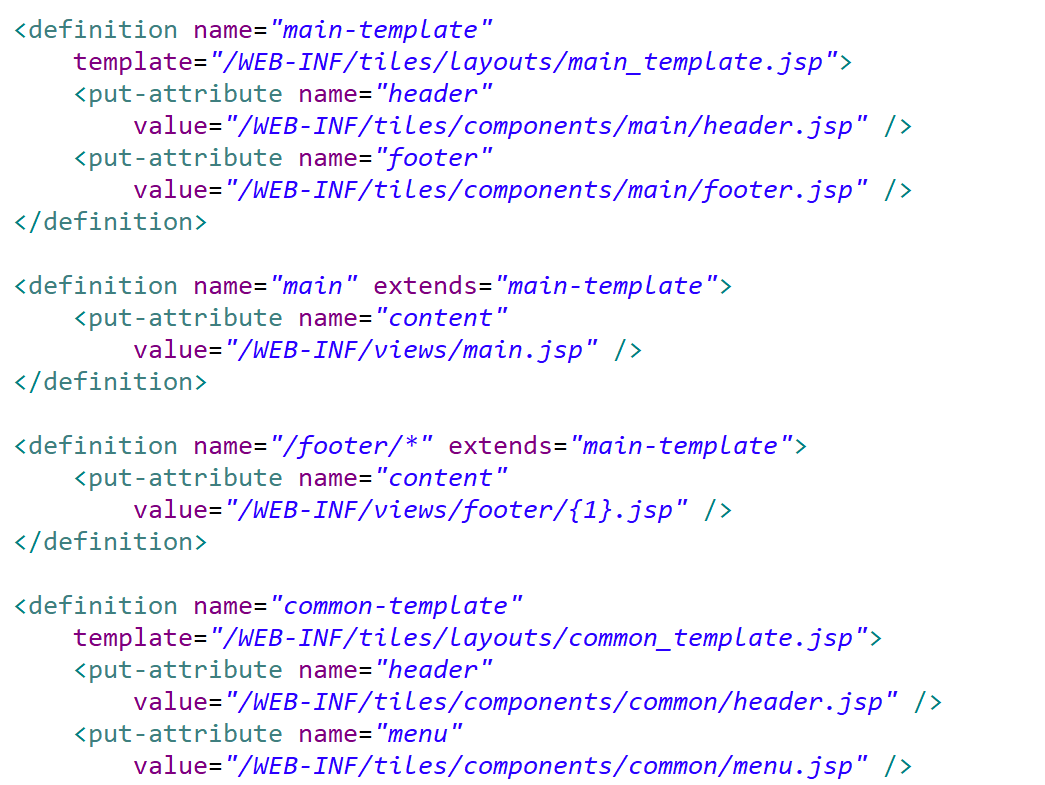 <definition name="main-template"
    template="/WEB-INF/tiles/layouts/main_template.jsp">
    <put-attribute name="header"
        value="/WEB-INF/tiles/components/main/header.jsp" />
    <put-attribute name="footer"
        value="/WEB-INF/tiles/components/main/footer.jsp" />
</definition>

<definition name="main" extends="main-template">
    <put-attribute name="content"
        value="/WEB-INF/views/main.jsp" />
</definition>

<definition name="/footer/*" extends="main-template">
    <put-attribute name="content"
        value="/WEB-INF/views/footer/{1}.jsp" />
</definition>

<definition name="common-template"
    template="/WEB-INF/tiles/layouts/common_template.jsp">
    <put-attribute name="header"
        value="/WEB-INF/tiles/components/common/header.jsp" />
    <put-attribute name="menu"
        value="/WEB-INF/tiles/components/common/menu.jsp" />